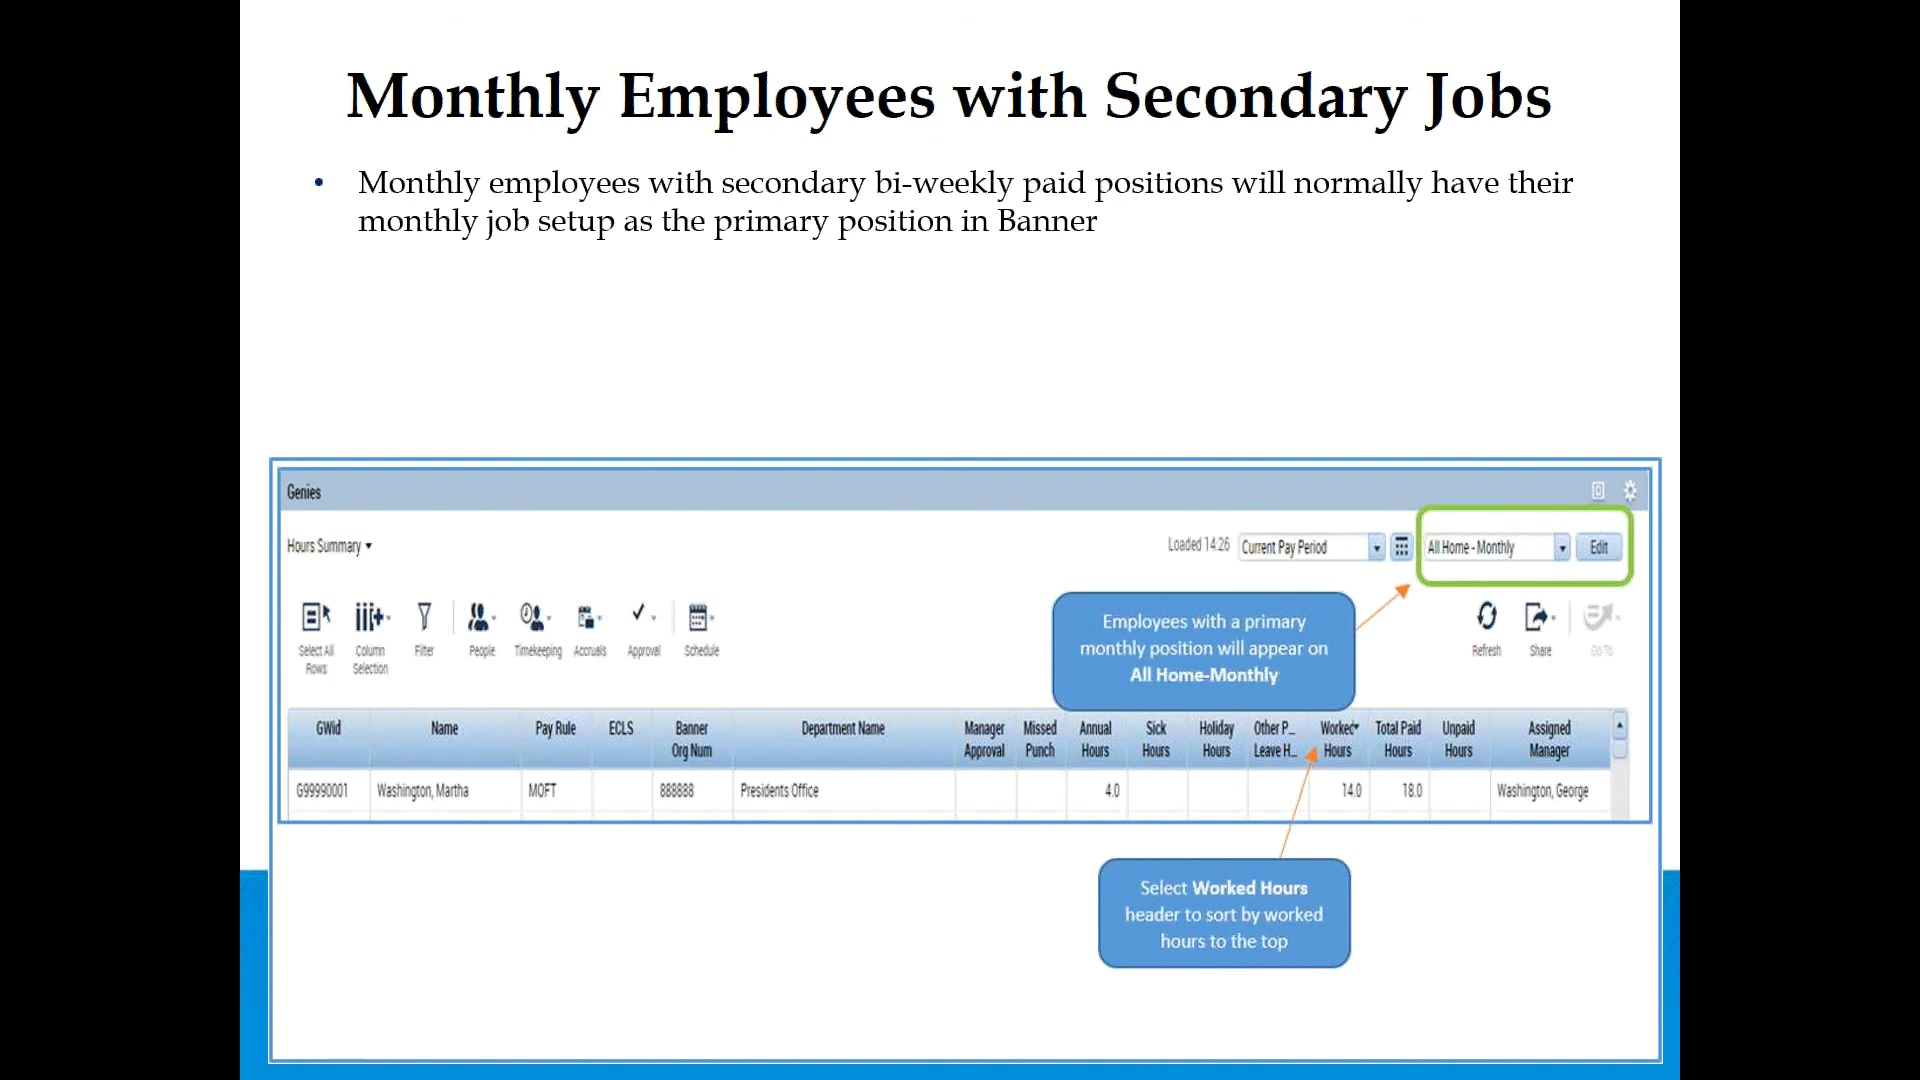 Monthly Employees with Secondary Jobs
• Monthly employees with secondary bi-weekly paid positions will normally have their
monthly job setup as the primary position in Banner
Genies
Hours Summary
Loaded 14:26
Current Pay Period
All Home - Monthly
Edit
Select All
Rows
Column
Selection
Filter
People
Timekeeping
Accruals
Approval
Schedule
Employees with a primary
monthly position will appear on
All Home-Monthly
Refresh
Share
Go To
GWid
Name
Pay Rule
ECLS
Banner
Org Num
Department Name
Manager
Approval
Missed
Punch
Annual
Hours
Sick
Hours
Holiday
Hours
Other P...
Leave H...
Worked
Hours
Total Paid
Hours
Unpaid
Hours
Assigned
Manager
G99990001 Washington, Martha MOFT 888888 Presidents Office 4.0 14.0 18.0 Washington, George
Select Worked Hours
header to sort by worked
hours to the top